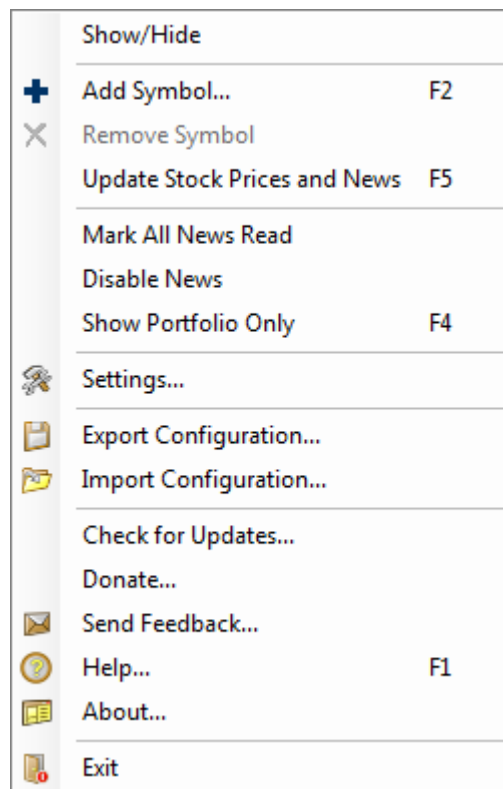 Show/Hide
Add Symbol... F2
Remove Symbol
Update Stock Prices and News F5
Mark All News Read
Disable News
Show Portfolio Only F4
Settings...
Export Configuration...
Import Configuration...
Check for Updates...
Donate...
Send Feedback...
Help... F1
About...
Exit